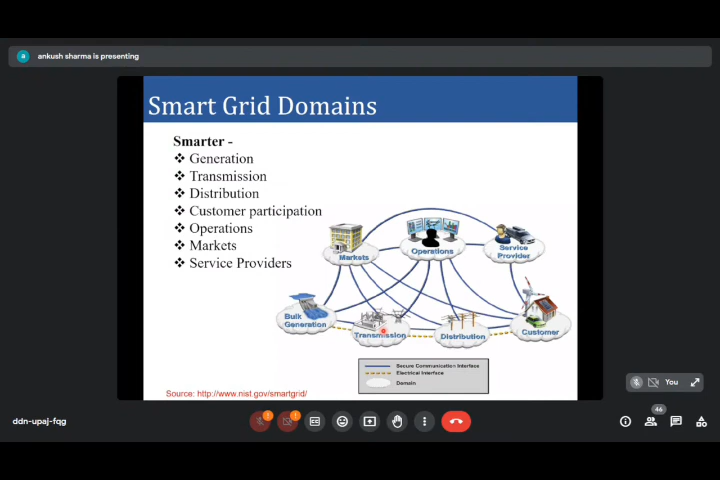 a ankush sharma is presenting
Smart Grid Domains
Smarter -
❖ Generation
❖ Transmission
❖ Distribution
❖ Customer participation
❖ Operations
❖ Markets
❖ Service Providers
Markets
Operations
Service
Provider
Bulk
Generation
Transmission
Distribution
Customer
Secure Communication Interface
Electrical Interface
Domain
Source: http://www.nist.gov/smartgrid/
You
ddn-upaj-fqg
46